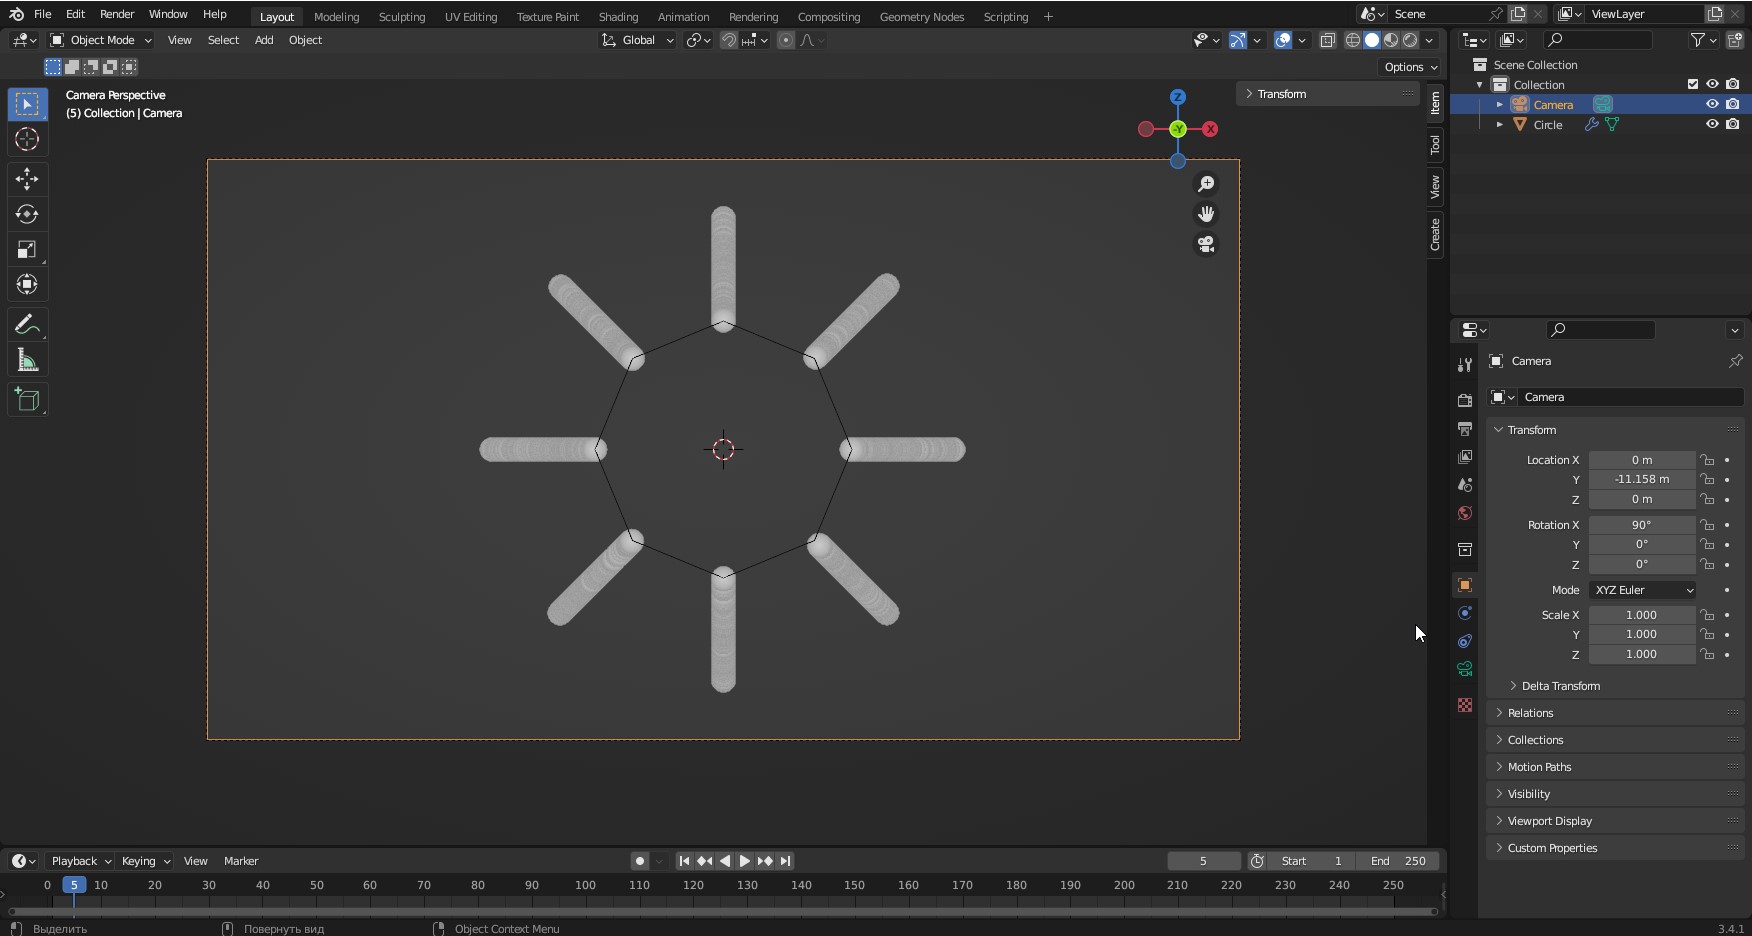 File Edit Render Window Help Layout Modeling Sculpting UV Editing Texture Paint Shading Animation Rendering Compositing Geometry Nodes Scripting + Scene ViewLayer
Object Mode View Select Add Object Global
Options
Camera Perspective
(5) Collection | Camera
Transform
Z
-Y
X
Item
Tool
View
Create
Scene Collection
Collection
Camera
Circle
Camera
Camera
Transform
Location X 0 m
Y -11.158 m
Z 0 m
Rotation X 90°
Y 0°
Z 0°
Mode XYZ Euler
Scale X 1.000
Y 1.000
Z 1.000
Delta Transform
Relations
Collections
Motion Paths
Visibility
Viewport Display
Custom Properties
Playback Keying View Marker 5 Start 1 End 250
0 5 10 20 30 40 50 60 70 80 90 100 110 120 130 140 150 160 170 180 190 200 210 220 230 240 250
Выделить Повернуть вид Object Context Menu 3.4.1